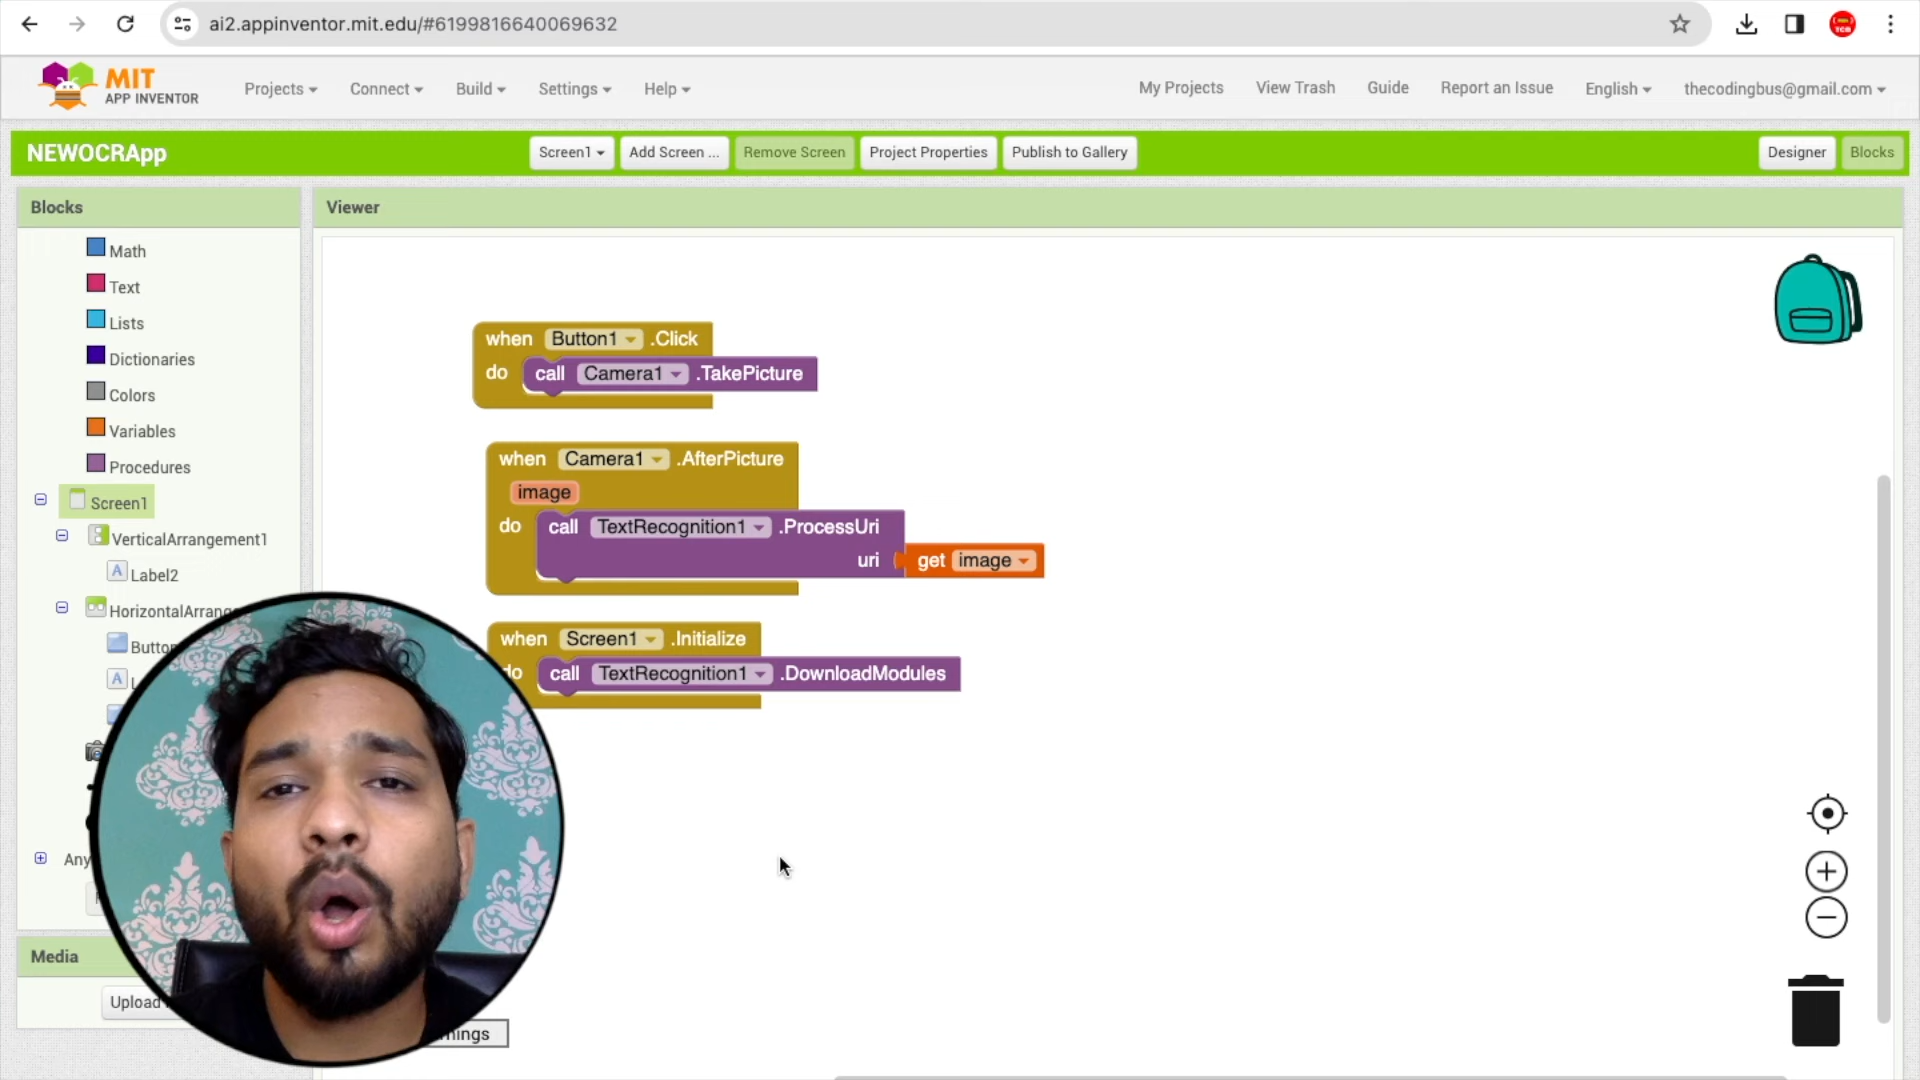 ai2.appinventor.mit.edu/#6199816640069632
MIT
APP INVENTOR
Projects
Connect
Build
Settings
Help
My Projects
View Trash
Guide
Report an Issue
English
thecodingbus@gmail.com
NEWOCRApp
Screen1
Add Screen ...
Remove Screen
Project Properties
Publish to Gallery
Designer
Blocks
Blocks
Viewer
Math
Text
Lists
Dictionaries
Colors
Variables
Procedures
Screen1
VerticalArrangement1
Label2
HorizontalArrang
Butto
Any
Media
Upload
when Button1 .Click
do call Camera1 .TakePicture
when Camera1 .AfterPicture
image
do call TextRecognition1 .ProcessUri
uri get image
when Screen1 .Initialize
do call TextRecognition1 .DownloadModules